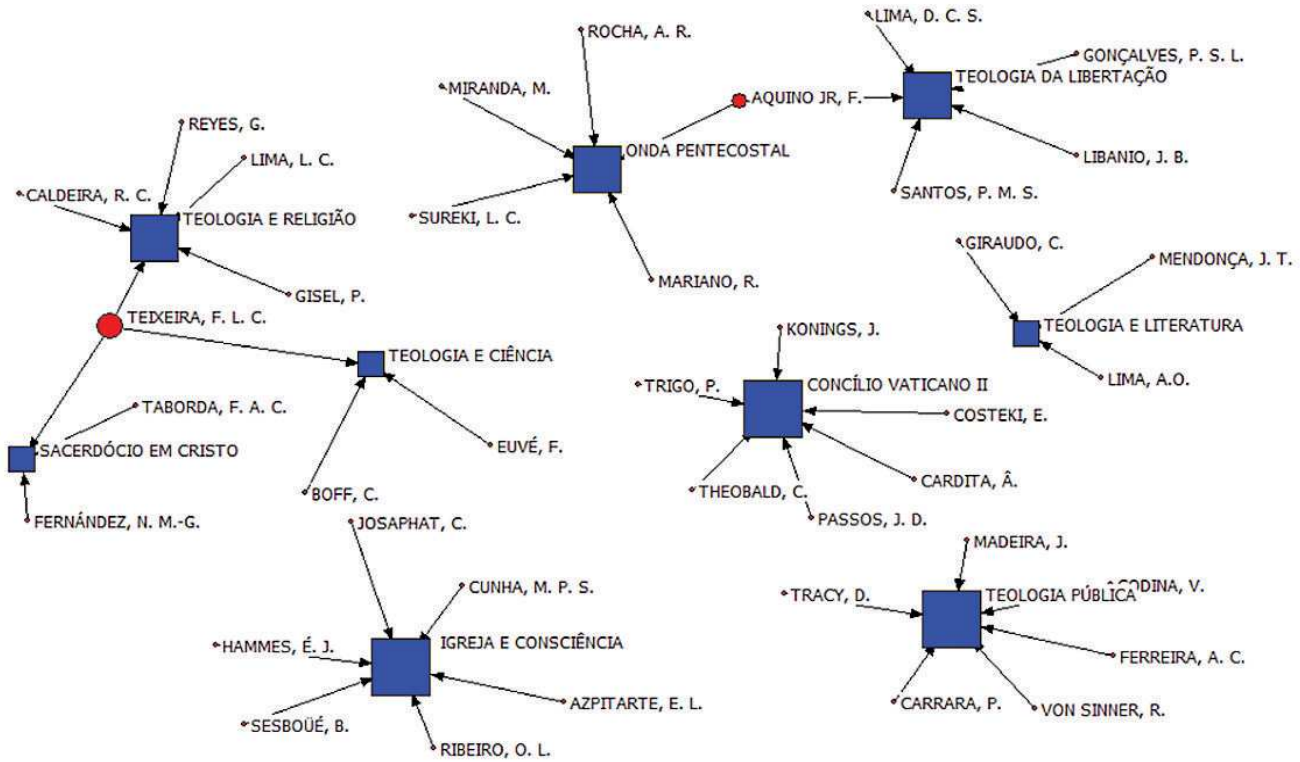 LIMA, D. C. S.
ROCHA, A. R.
GONÇALVES, P. S. L.
TEOLOGIA DA LIBERTAÇÃO
MIRANDA, M.
AQUINO JR, F.
REYES, G.
ONDA PENTECOSTAL
LIMA, L. C.
LIBANIO, J. B.
CALDEIRA, R. C.
SANTOS, P. M. S.
TEOLOGIA E RELIGIÃO
SUREKI, L. C.
GIRAUDO, C.
MENDONÇA, J. T.
MARIANO, R.
GISEL, P.
TEIXEIRA, F. L. C.
TEOLOGIA E LITERATURA
KONINGS, J.
TEOLOGIA E CIÊNCIA
LIMA, A.O.
TRIGO, P.
CONCÍLIO VATICANO II
TABORDA, F. A. C.
COSTEKI, E.
EUVÉ, F.
SACERDÓCIO EM CRISTO
CARDITA, Â.
BOFF, C.
THEOBALD, C.
PASSOS, J. D.
FERNÁNDEZ, N. M.-G.
JOSAPHAT, C.
MADEIRA, J.
CUNHA, M. P. S.
CODINA, V.
TRACY, D.
TEOLOGIA PÚBLICA
IGREJA E CONSCIÊNCIA
HAMMES, É. J.
FERREIRA, A. C.
AZPITARTE, E. L.
CARRARA, P.
VON SINNER, R.
SESBOÜÉ, B.
RIBEIRO, O. L.